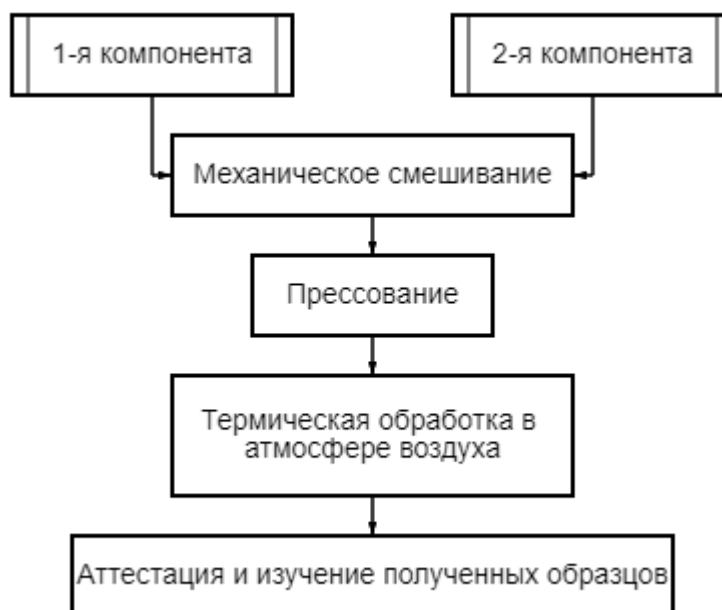 1-я компонента
2-я компонента
Механическое смешивание
Прессование
Термическая обработка в
атмосфере воздуха
Аттестация и изучение полученных образцов